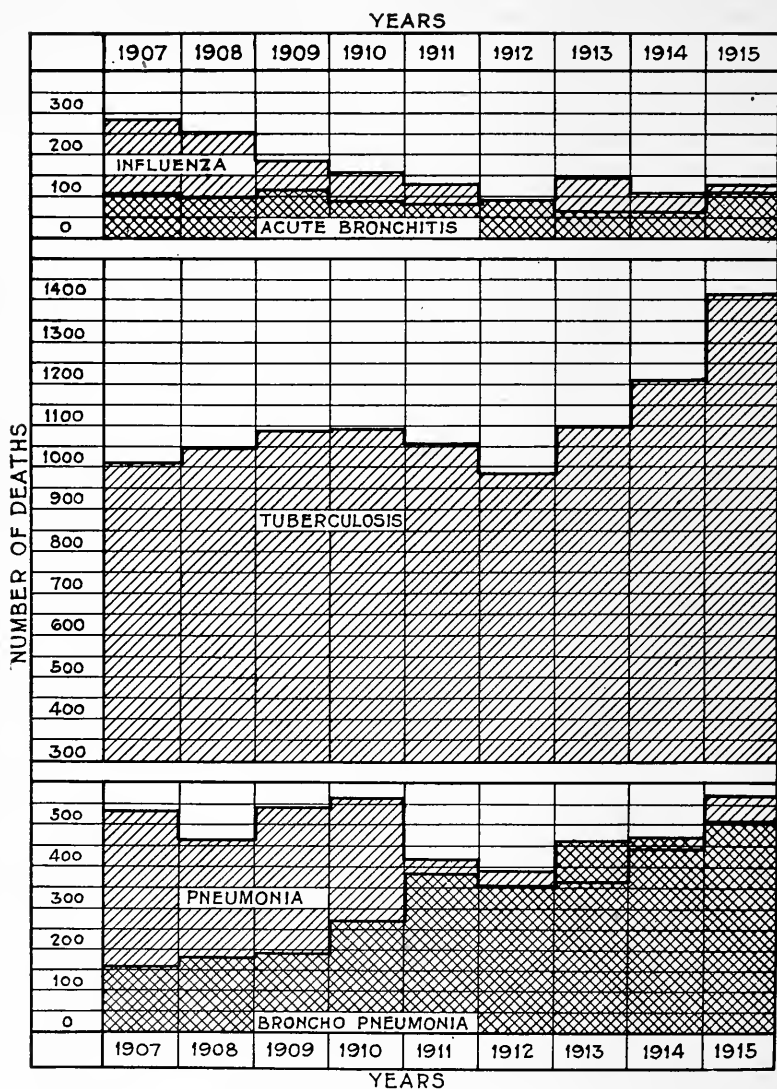 YEARS
1907 1908 1909 1910 1911 1912 1913 1914 1915
300
200
INFLUENZA
100
0
ACUTE BRONCHITIS
NUMBER OF DEATHS
1400
1300
1200
1100
1000
900
TUBERCULOSIS
800
700
600
500
400
300
500
400
300
PNEUMONIA
200
100
0
BRONCHO PNEUMONIA
1907 1908 1909 1910 1911 1912 1913 1914 1915
YEARS